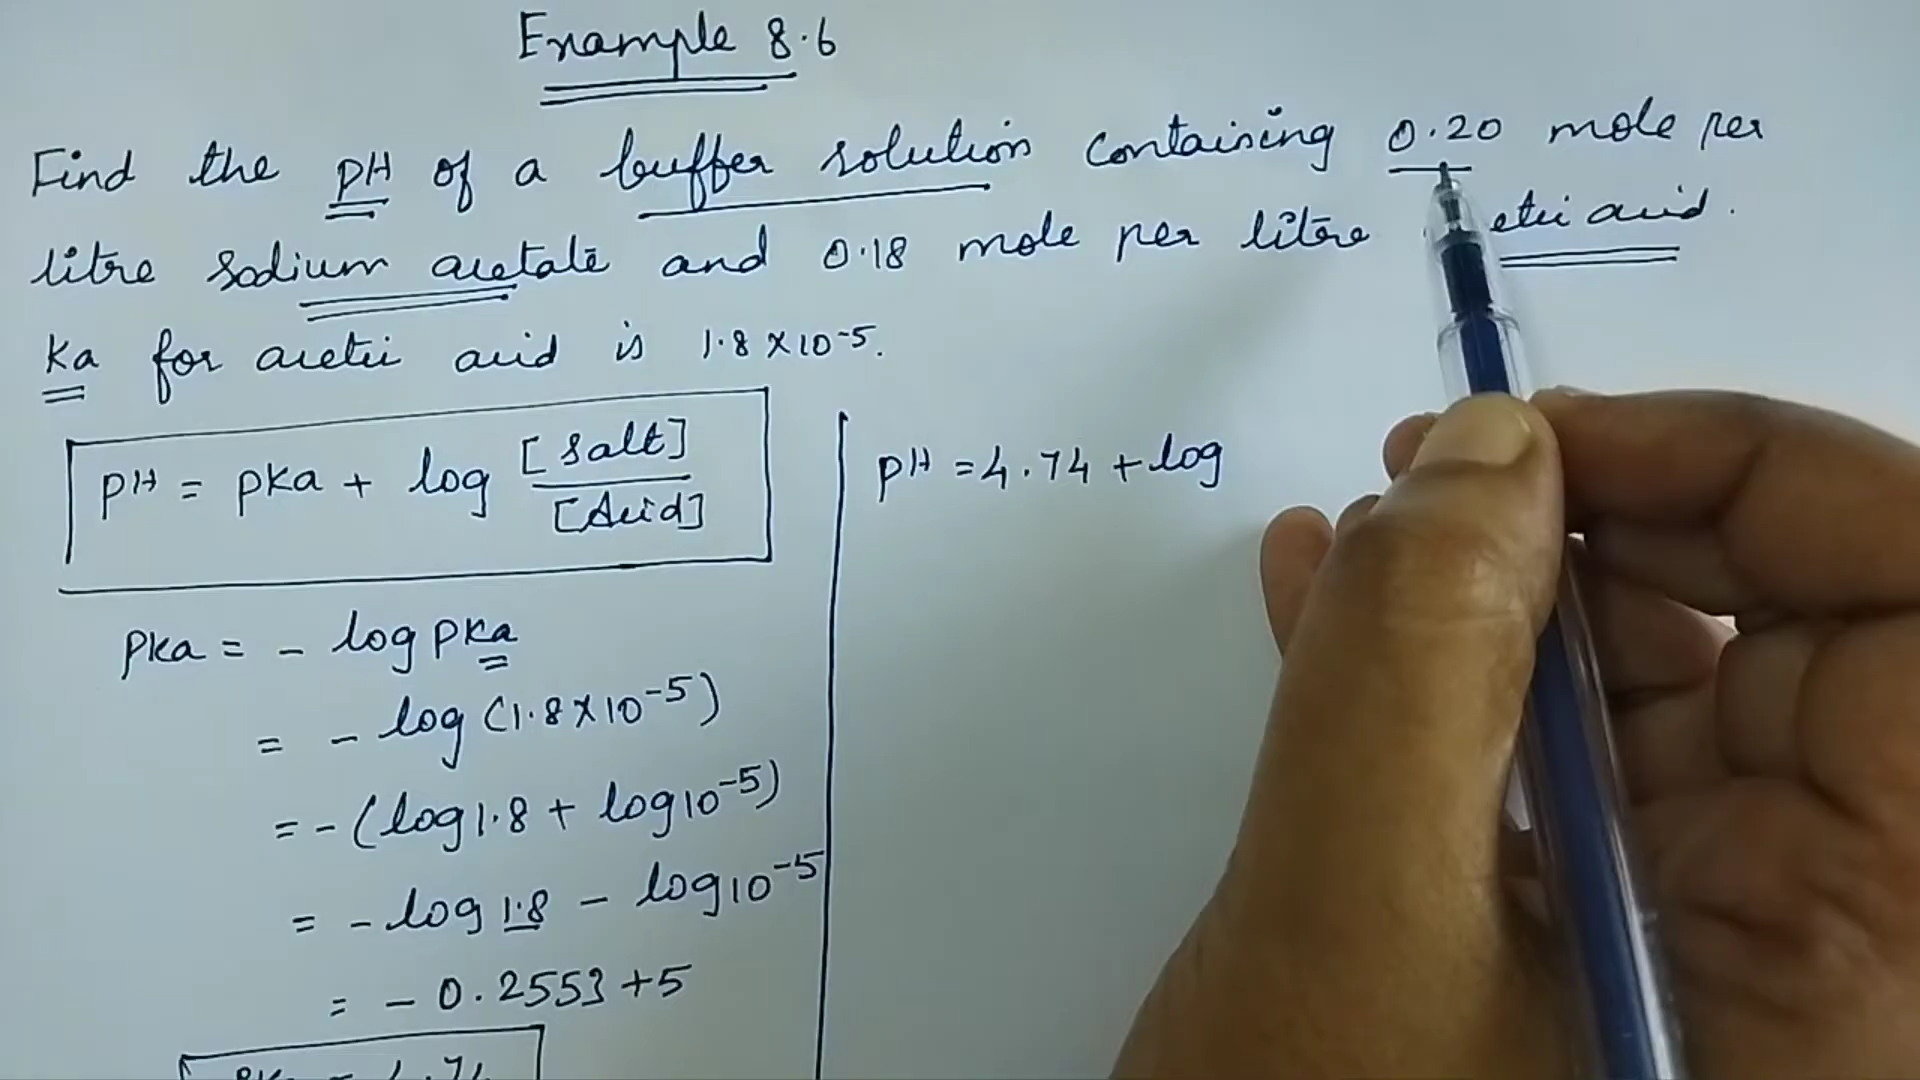 Example 8.6
Find the pH of a buffer solution containing 0.20 mole per
litre sodium acetate and 0.18 mole per litre acid.
Ka for acetic acid is 1.8 × 10⁻⁵.
pH = pKa + log [salt] / [Acid]
pKa = - log pKa
= - log (1.8 × 10⁻⁵)
= - (log 1.8 + log 10⁻⁵)
= - log 1.8 - log 10⁻⁵
= - 0.2553 + 5
pH = 4.74 + log